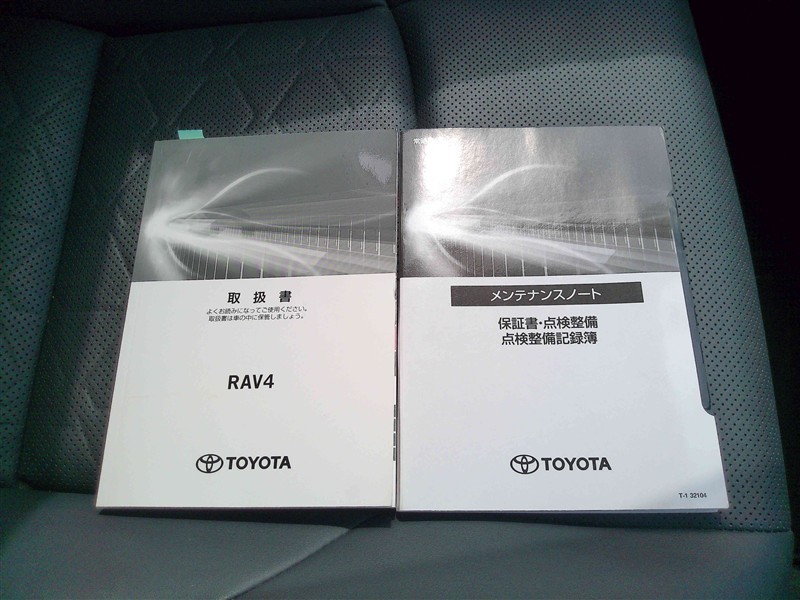 取扱書
よくお読みになってご使用ください。
取扱書は車の中に保管しましょう。
RAV4
TOYOTA
メンテナンスノート
保証書・点検整備
点検整備記録簿
TOYOTA
T-1 32104